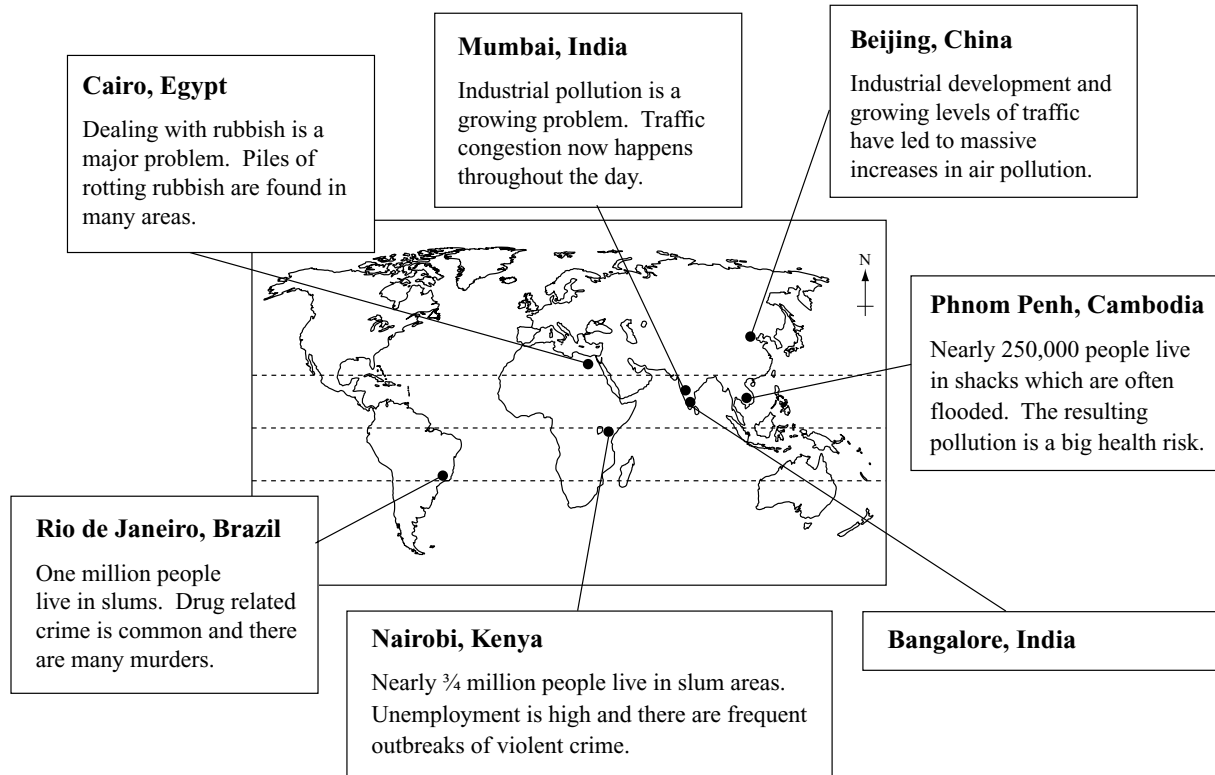 Cairo, Egypt
Dealing with rubbish is a
major problem. Piles of
rotting rubbish are found in
many areas.
Mumbai, India
Industrial pollution is a
growing problem. Traffic
congestion now happens
throughout the day.
Beijing, China
Industrial development and
growing levels of traffic
have led to massive
increases in air pollution.
N
Phnom Penh, Cambodia
Nearly 250,000 people live
in shacks which are often
flooded. The resulting
pollution is a big health risk.
Rio de Janeiro, Brazil
One million people
live in slums. Drug related
crime is common and there
are many murders.
Nairobi, Kenya
Nearly ¾ million people live in slum areas.
Unemployment is high and there are frequent
outbreaks of violent crime.
Bangalore, India